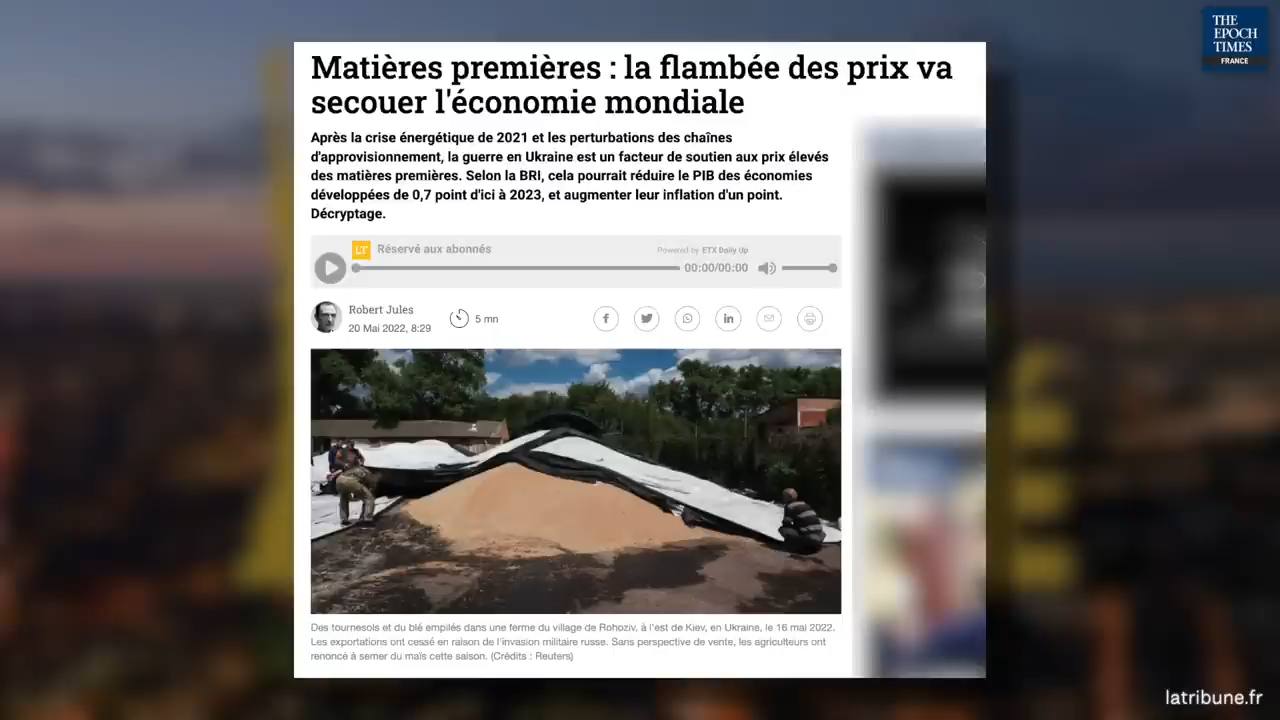 THE
EPOCH
TIMES
FRANCE
Matières premières : la flambée des prix va
secouer l'économie mondiale
Après la crise énergétique de 2021 et les perturbations des chaînes
d'approvisionnement, la guerre en Ukraine est un facteur de soutien aux prix élevés
des matières premières. Selon la BRI, cela pourrait réduire le PIB des économies
développées de 0,7 point d'ici à 2023, et augmenter leur inflation d'un point.
Décryptage.
LT Réservé aux abonnés
Powered by ETX Daily Up
00:00/00:00
Robert Jules
20 Mai 2022, 8:29
5 mn
Des tournesols et du blé empilés dans une ferme du village de Rohoziv, à l'est de Kiev, en Ukraine, le 16 mai 2022.
Les exportations ont cessé en raison de l'invasion militaire russe. Sans perspective de vente, les agriculteurs ont
renoncé à semer du maïs cette saison. (Crédits : Reuters)
latribune.fr